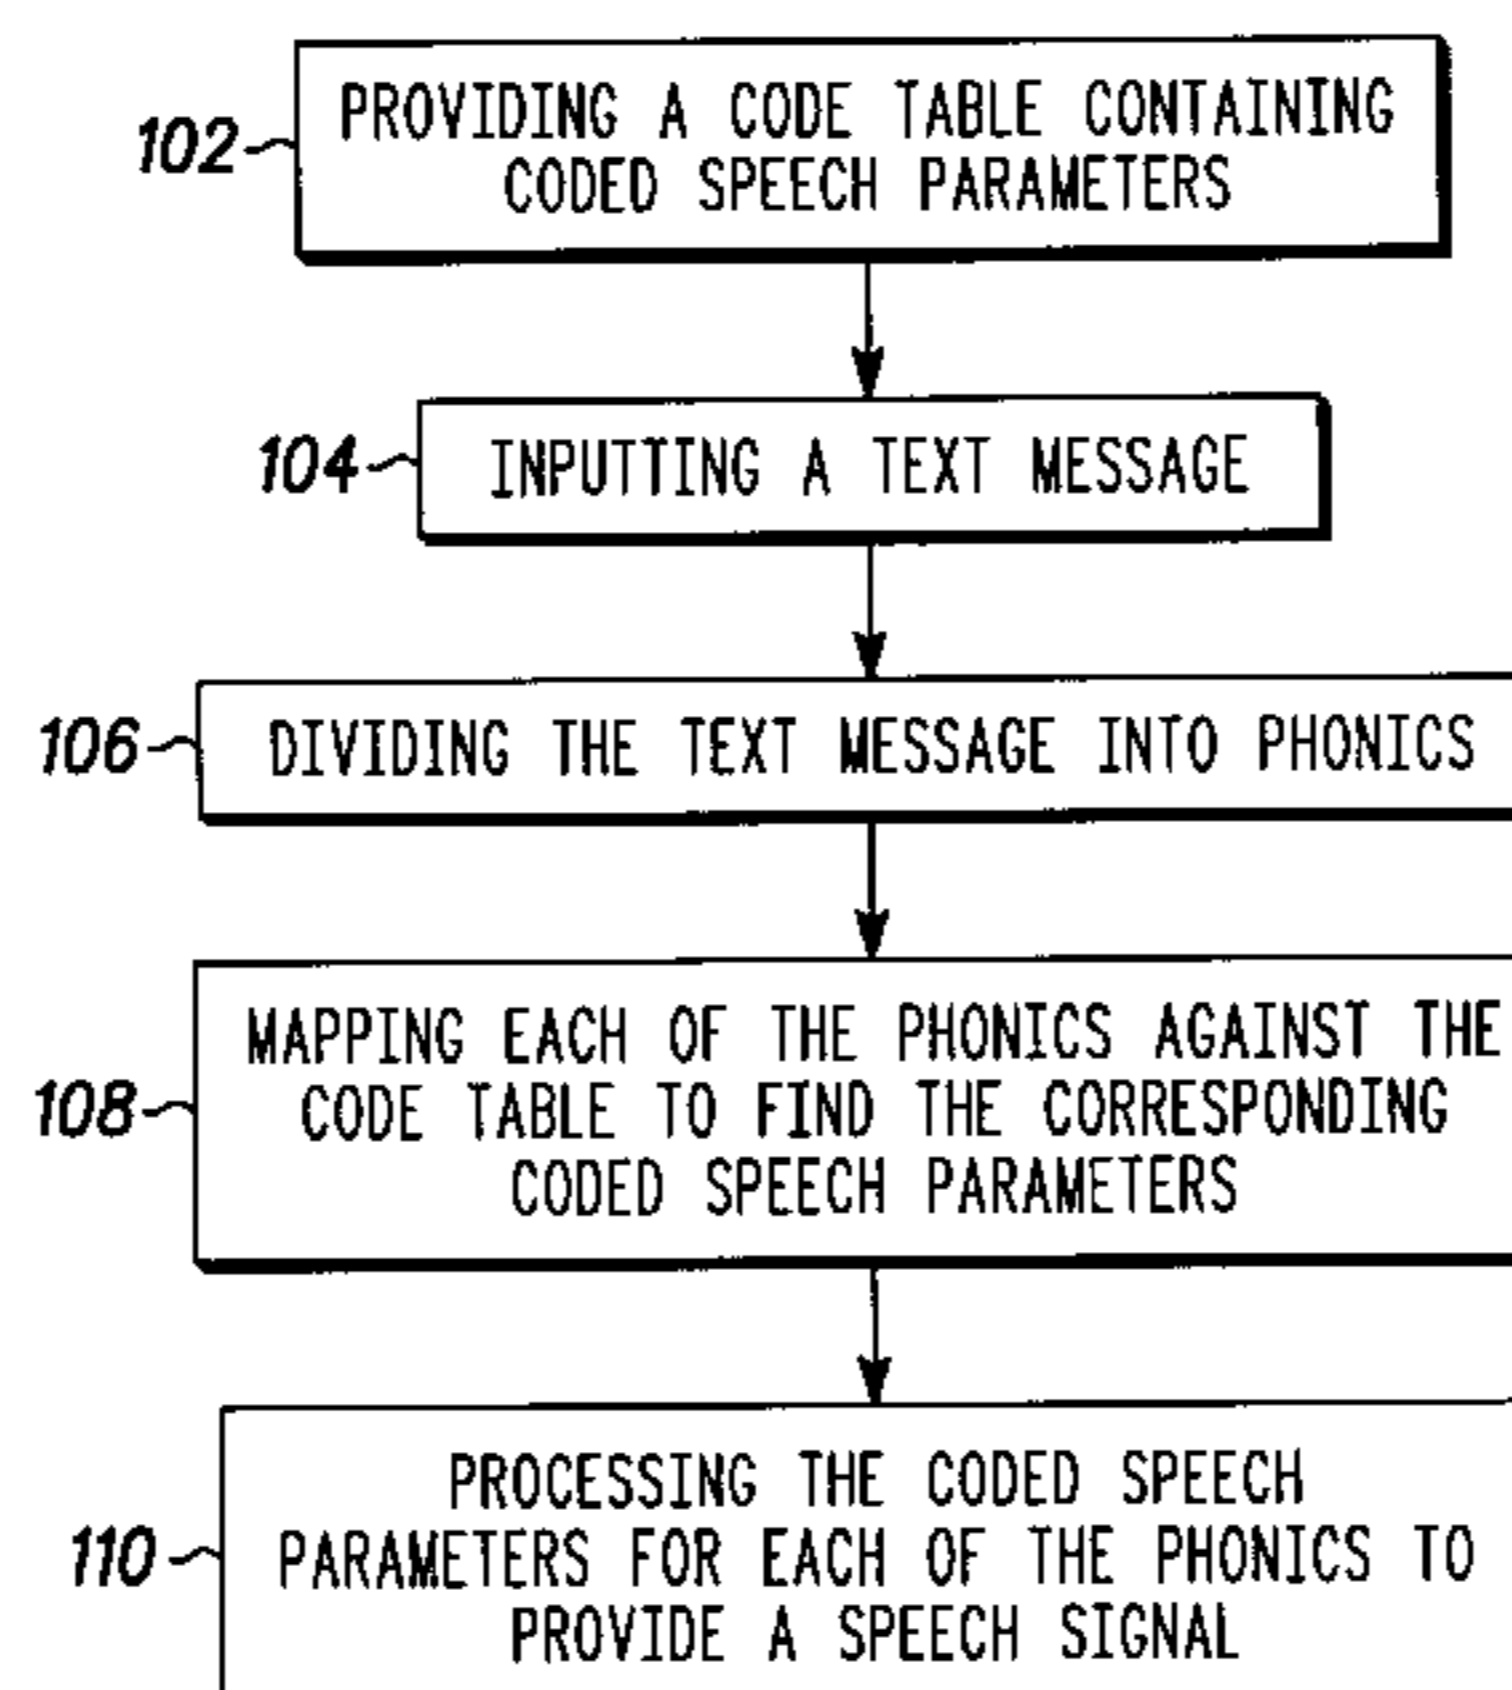 PROVIDING A CODE TABLE CONTAINING
102
CODED SPEECH PARAMETERS
104 INPUTTING A TEXT MESSAGE
106 DIVIDING THE TEXT MESSAGE INTO PHONICS
MAPPING EACH OF THE PHONICS AGAINST THE
108 CODE TABLE TO FIND THE CORRESPONDING
CODED SPEECH PARAMETERS
PROCESSING THE CODED SPEECH
110 PARAMETERS FOR EACH OF THE PHONICS TO
PROVIDE A SPEECH SIGNAL